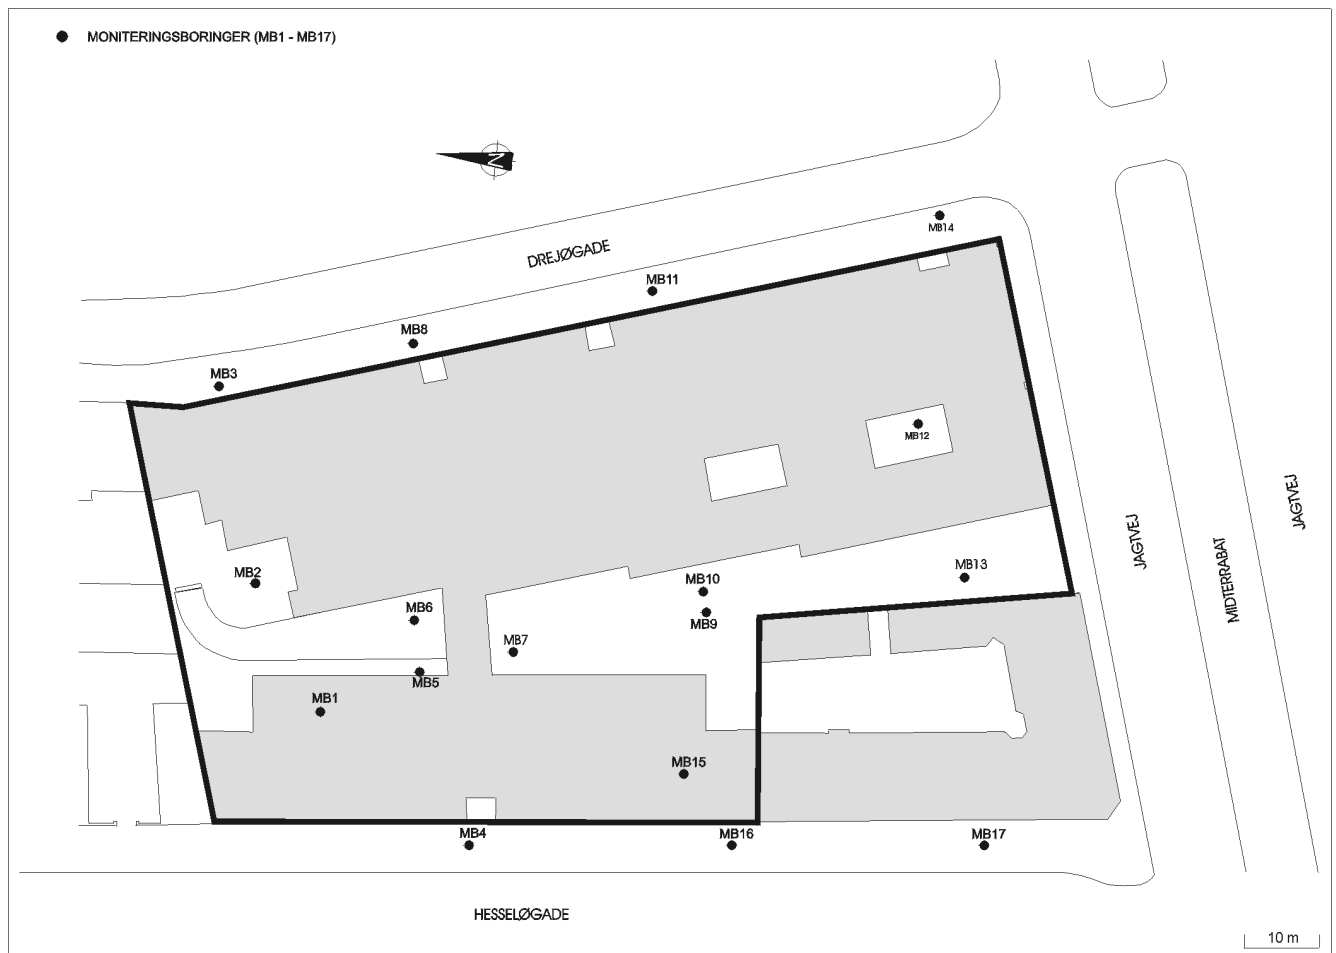 MONITERINGSBORINGER (MB1 - MB17)
N
MB14
DREJØGADE
MB11
MB8
MB3
MB12
JAGTVEJ
JAGTVEJ
MIDTERRABAT
MB2
MB10
MB13
MB6
MB9
MB7
MB5
MB1
MB15
MB4
MB16
MB17
HESSELØGADE
10 m